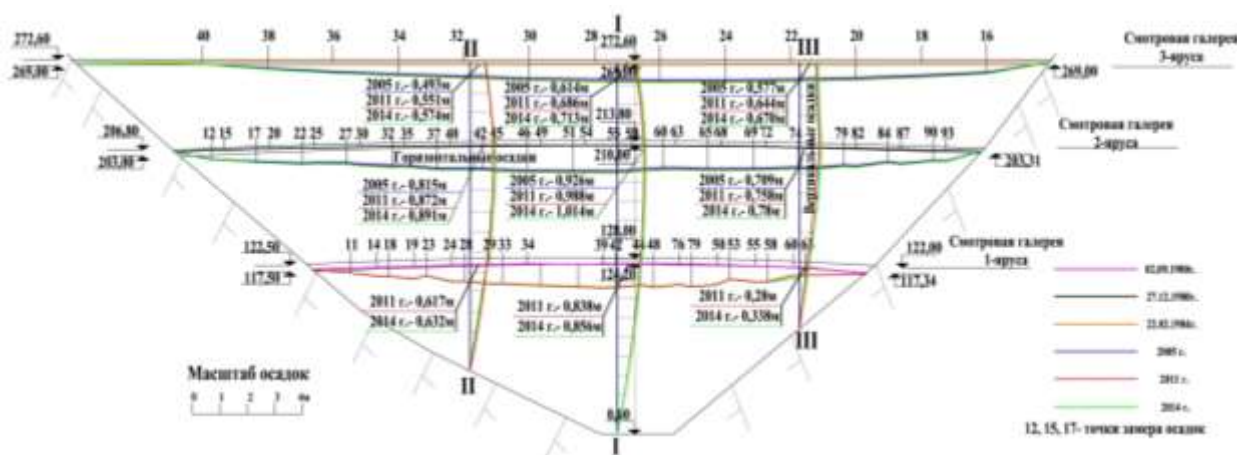 I
40 38 36 34 32 30 28 26 24 22 20 18 16
II 272,60 III
272,60
Смотровая галерея
3-яруса
265,00
269,00
2005 г.- 0,493м
2011 г.- 0,551м
2014 г.- 0,574м
2005 г.- 0,614м
2011 г.- 0,686м
2014 г.- 0,713м
2005 г.- 0,577м
2011 г.- 0,644м
2014 г.- 0,670м
213,80
206,80
203,00
12 15 17 20 22 25 27 30 32 35 37 40 42 45 46 49 51 54 55 60 63 65 68 69 72 74 79 82 84 87 90 93
Смотровая галерея
2-яруса
203,31
Горизонтальные осадки
210,00
Вертикальные осадки
2005 г.- 0,815м
2011 г.- 0,872м
2014 г.- 0,891м
2005 г.- 0,926м
2011 г.- 0,988м
2014 г.- 1,014м
2005 г.- 0,709м
2011 г.- 0,758м
2014 г.- 0,78м
128,00
122,50
117,50
11 14 18 19 23 24 28 29 33 34 39 42 46 48 76 79 50 53 55 58 60 63
122,00
117,34
Смотровая галерея
1-яруса
124,20
2011 г.- 0,617м
2014 г.- 0,632м
2011 г.- 0,838м
2014 г.- 0,856м
2011 г.- 0,28м
2014 г.- 0,338м
III
II
Масштаб осадок
0 1 2 3 4м
0,00
I
2005 г.
2011 г.
2014 г.
12, 15, 17- точки замера осадок